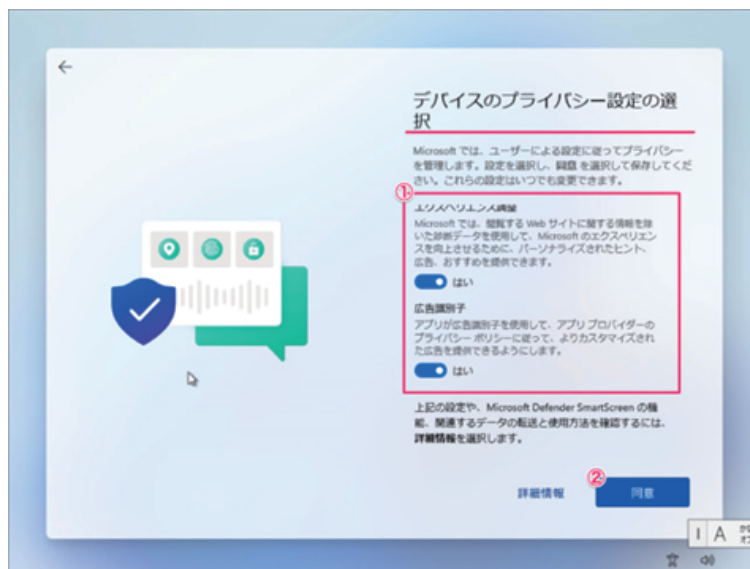 デバイスのプライバシー設定の選
択
Microsoft では、ユーザーによる設定に従ってプライバシー
を管理します。設定を選択し、同意 を選択して保存してくだ
さい。これらの設定はいつでも変更できます。
①
エクスペリエンス調整
Microsoft では、閲覧する Web サイトに関する情報を除
いた診断データを使用して、Microsoft のエクスペリエン
スを向上させるために、パーソナライズされたヒント、
広告、おすすめを提供できます。
はい
広告識別子
アプリが広告識別子を使用して、アプリ プロバイダーの
プライバシー ポリシーに従って、よりカスタマイズされ
た広告を提供できるようにします。
はい
上記の設定や、Microsoft Defender SmartScreen の機
能、関連するデータの転送と使用方法を確認するには、
詳細情報を選択します。
②
詳細情報
同意
A